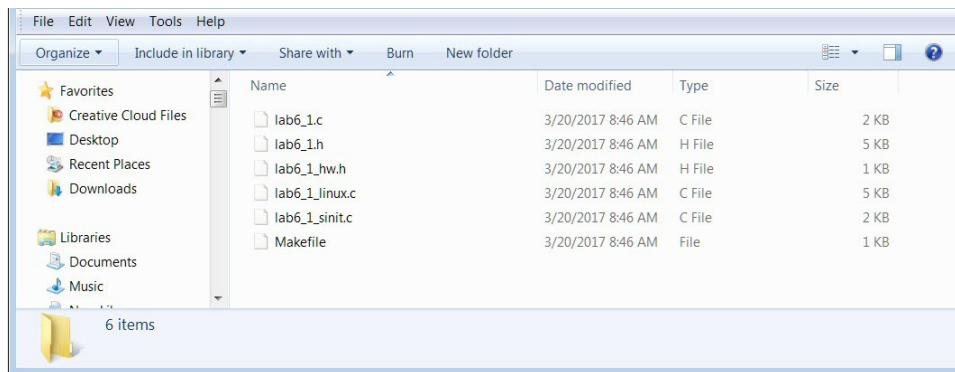 File Edit View Tools Help
Organize Include in library Share with Burn New folder
Favorites
Creative Cloud Files
Desktop
Recent Places
Downloads
Libraries
Documents
Music
Name Date modified Type Size
lab6_1.c 3/20/2017 8:46 AM C File 2 KB
lab6_1.h 3/20/2017 8:46 AM H File 5 KB
lab6_1_hw.h 3/20/2017 8:46 AM H File 1 KB
lab6_1_linux.c 3/20/2017 8:46 AM C File 5 KB
lab6_1_sinit.c 3/20/2017 8:46 AM C File 2 KB
Makefile 3/20/2017 8:46 AM File 1 KB
6 items